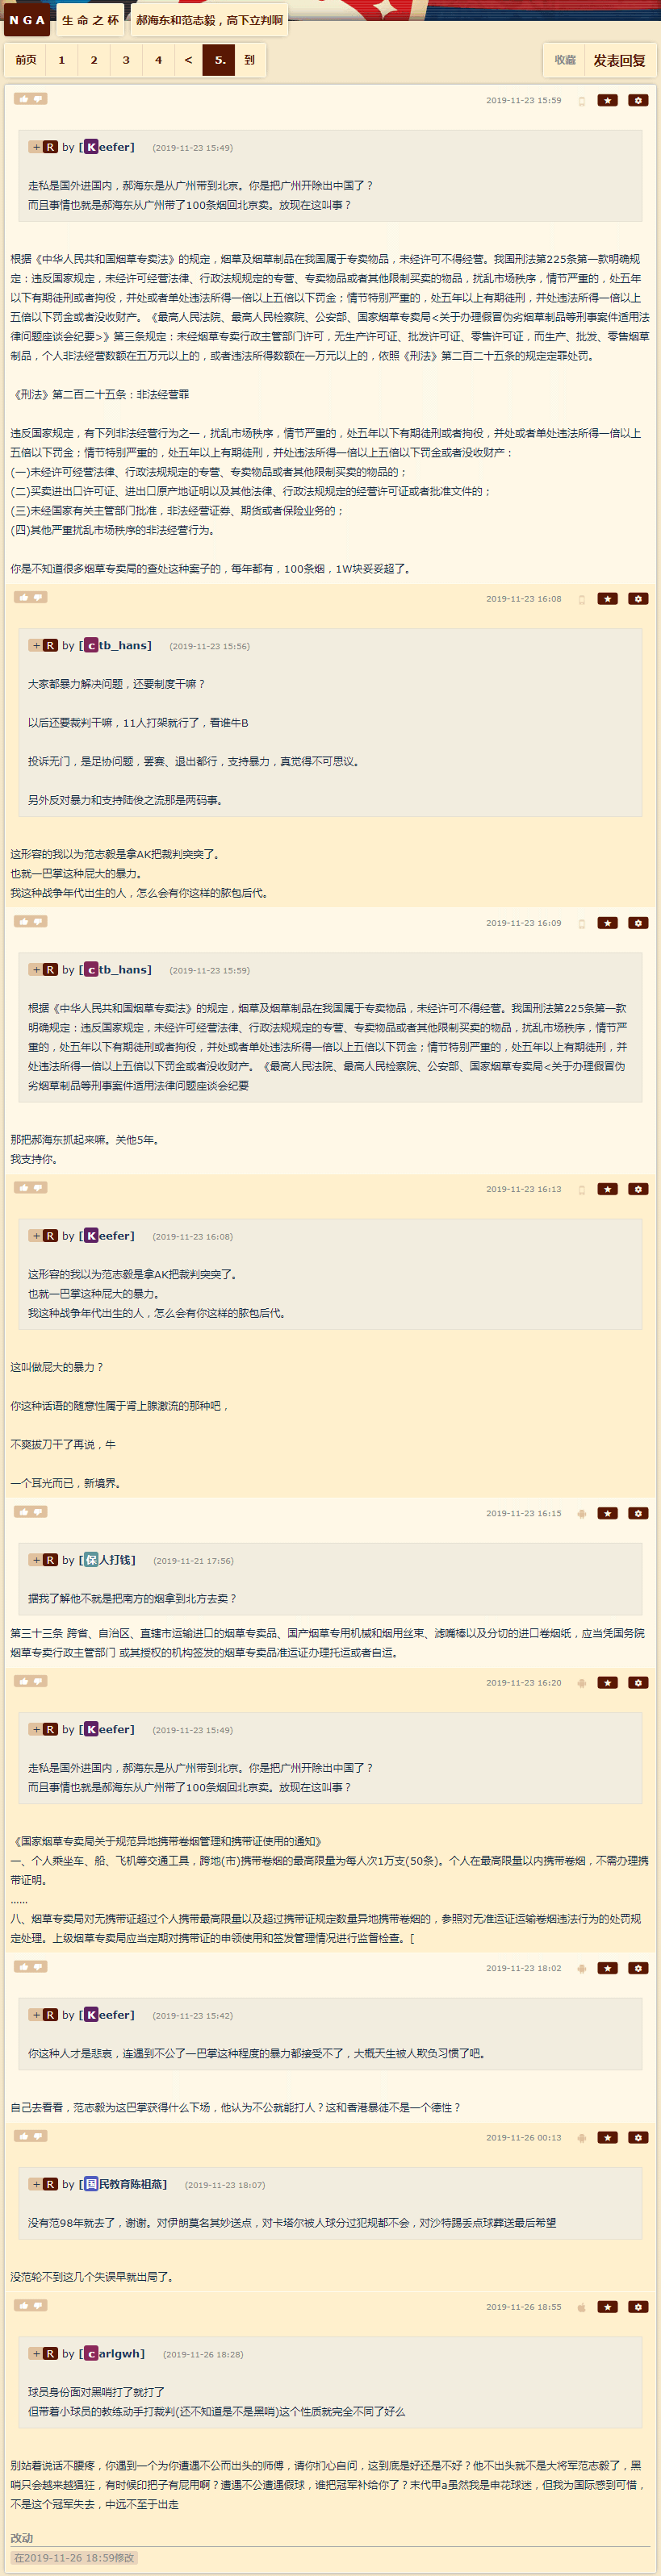 NGA 生命之杯 郝海东和范志毅，高下立判啊
前页 1 2 3 4 < 5. 到 收藏 发表回复
2019-11-23 15:59
+ R by [Keefer] (2019-11-23 15:49)
走私是国外进国内，郝海东是从广州带到北京。你是把广州开除出中国了？
而且事情也就是郝海东从广州带了100条烟回北京卖。放现在这叫事？
根据《中华人民共和国烟草专卖法》的规定，烟草及烟草制品在我国属于专卖物品，未经许可不得经营。我国刑法第225条第一款明确规
定：违反国家规定，未经许可经营法律、行政法规规定的专营、专卖物品或者其他限制买卖的物品，扰乱市场秩序，情节严重的，处五年
以下有期徒刑或者拘役，并处或者单处违法所得一倍以上五倍以下罚金；情节特别严重的，处五年以上有期徒刑，并处违法所得一倍以上
五倍以下罚金或者没收财产。《最高人民法院、最高人民检察院、公安部、国家烟草专卖局<关于办理假冒伪劣烟草制品等刑事案件适用法
律问题座谈会纪要>》第三条规定：未经烟草专卖行政主管部门许可，无生产许可证、批发许可证、零售许可证，而生产、批发、零售烟草
制品，个人非法经营数额在五万元以上的，或者违法所得数额在一万元以上的，依照《刑法》第二百二十五条的规定定罪处罚。
《刑法》第二百二十五条：非法经营罪
违反国家规定，有下列非法经营行为之一，扰乱市场秩序，情节严重的，处五年以下有期徒刑或者拘役，并处或者单处违法所得一倍以上
五倍以下罚金；情节特别严重的，处五年以上有期徒刑，并处违法所得一倍以上五倍以下罚金或者没收财产：
(一)未经许可经营法律、行政法规规定的专营、专卖物品或者其他限制买卖的物品的；
(二)买卖进出口许可证、进出口原产地证明以及其他法律、行政法规规定的经营许可证或者批准文件的；
(三)未经国家有关主管部门批准，非法经营证券、期货或者保险业务的；
(四)其他严重扰乱市场秩序的非法经营行为。
你是不知道很多烟草专卖局的查处这种案子的，每年都有，100条烟，1W块妥妥超了。
2019-11-23 16:08
+ R by [ctb_hans] (2019-11-23 15:56)
大家都暴力解决问题，还要制度干嘛？
以后还要裁判干嘛，11人打架就行了，看谁牛B
投诉无门，是足协问题，罢赛、退出都行，支持暴力，真觉得不可思议。
另外反对暴力和支持陆俊之流那是两码事。
这形容的我以为范志毅是拿AK把裁判突突了。
也就一巴掌这种屁大的暴力。
我这种战争年代出生的人，怎么会有你这样的脓包后代。
2019-11-23 16:09
+ R by [ctb_hans] (2019-11-23 15:59)
根据《中华人民共和国烟草专卖法》的规定，烟草及烟草制品在我国属于专卖物品，未经许可不得经营。我国刑法第225条第一款
明确规定：违反国家规定，未经许可经营法律、行政法规规定的专营、专卖物品或者其他限制买卖的物品，扰乱市场秩序，情节严
重的，处五年以下有期徒刑或者拘役，并处或者单处违法所得一倍以上五倍以下罚金；情节特别严重的，处五年以上有期徒刑，并
处违法所得一倍以上五倍以下罚金或者没收财产。《最高人民法院、最高人民检察院、公安部、国家烟草专卖局<关于办理假冒伪
劣烟草制品等刑事案件适用法律问题座谈会纪要
那把郝海东抓起来嘛。关他5年。
我支持你。
2019-11-23 16:13
+ R by [Keefer] (2019-11-23 16:08)
这形容的我以为范志毅是拿AK把裁判突突了。
也就一巴掌这种屁大的暴力。
我这种战争年代出生的人，怎么会有你这样的脓包后代。
这叫做屁大的暴力？
你这种话语的随意性属于肾上腺激流的那种吧，
不爽拔刀干了再说，牛
一个耳光而已，新境界。
2019-11-23 16:15
+ R by [保人打钱] (2019-11-21 17:56)
据我了解他不就是把南方的烟拿到北方去卖？
第三十三条 跨省、自治区、直辖市运输进口的烟草专卖品、国产烟草专用机械和烟用丝束、滤嘴棒以及分切的进口卷烟纸，应当凭国务院
烟草专卖行政主管部门 或其授权的机构签发的烟草专卖品准运证办理托运或者自运。
2019-11-23 16:20
+ R by [Keefer] (2019-11-23 15:49)
走私是国外进国内，郝海东是从广州带到北京。你是把广州开除出中国了？
而且事情也就是郝海东从广州带了100条烟回北京卖。放现在这叫事？
《国家烟草专卖局关于规范异地携带卷烟管理和携带证使用的通知》
一、个人乘坐车、船、飞机等交通工具，跨地(市)携带卷烟的最高限量为每人次1万支(50条)。个人在最高限量以内携带卷烟，不需办理携
带证明。
……
八、烟草专卖局对无携带证超过个人携带最高限量以及超过携带证规定数量异地携带卷烟的，参照对无准运证运输卷烟违法行为的处罚规
定处理。上级烟草专卖局应当定期对携带证的申领使用和签发管理情况进行监督检查。[
2019-11-23 18:02
+ R by [Keefer] (2019-11-23 15:42)
你这种人才是悲哀，连遇到不公了一巴掌这种程度的暴力都接受不了，大概天生被人欺负习惯了吧。
自己去看看，范志毅为这巴掌获得什么下场，他认为不公就能打人？这和香港暴徒不是一个德性？
2019-11-26 00:13
+ R by [国民教育陈祖燕] (2019-11-23 18:07)
没有范98年就去了，谢谢。对伊朗莫名其妙送点，对卡塔尔被人球分过犯规都不会，对沙特踢丢点球葬送最后希望
没范轮不到这几个失误早就出局了。
2019-11-26 18:55
+ R by [carlgwh] (2019-11-26 18:28)
球员身份面对黑哨打了就打了
但带着小球员的教练动手打裁判(还不知道是不是黑哨)这个性质就完全不同了好么
别站着说话不腰疼，你遇到一个为你遭遇不公而出头的师傅，请你扪心自问，这到底是好还是不好？他不出头就不是大将军范志毅了，黑
哨只会越来越猖狂，有时候印把子有屁用啊？遭遇不公遭遇假球，谁把冠军补给你了？末代甲a虽然我是申花球迷，但我为国际感到可惜，
不是这个冠军失去，中远不至于出走
改动
在2019-11-26 18:59修改